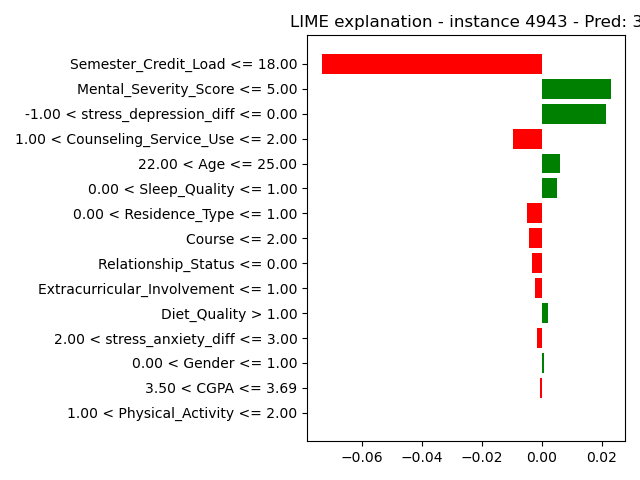 LIME explanation - instance 4943 - Pred: 3
Semester_Credit_Load <= 18.00
Mental_Severity_Score <= 5.00
-1.00 < stress_depression_diff <= 0.00
1.00 < Counseling_Service_Use <= 2.00
22.00 < Age <= 25.00
0.00 < Sleep_Quality <= 1.00
0.00 < Residence_Type <= 1.00
Course <= 2.00
Relationship_Status <= 0.00
Extracurricular_Involvement <= 1.00
Diet_Quality > 1.00
2.00 < stress_anxiety_diff <= 3.00
0.00 < Gender <= 1.00
3.50 < CGPA <= 3.69
1.00 < Physical_Activity <= 2.00
−0.06 −0.04 −0.02 0.00 0.02